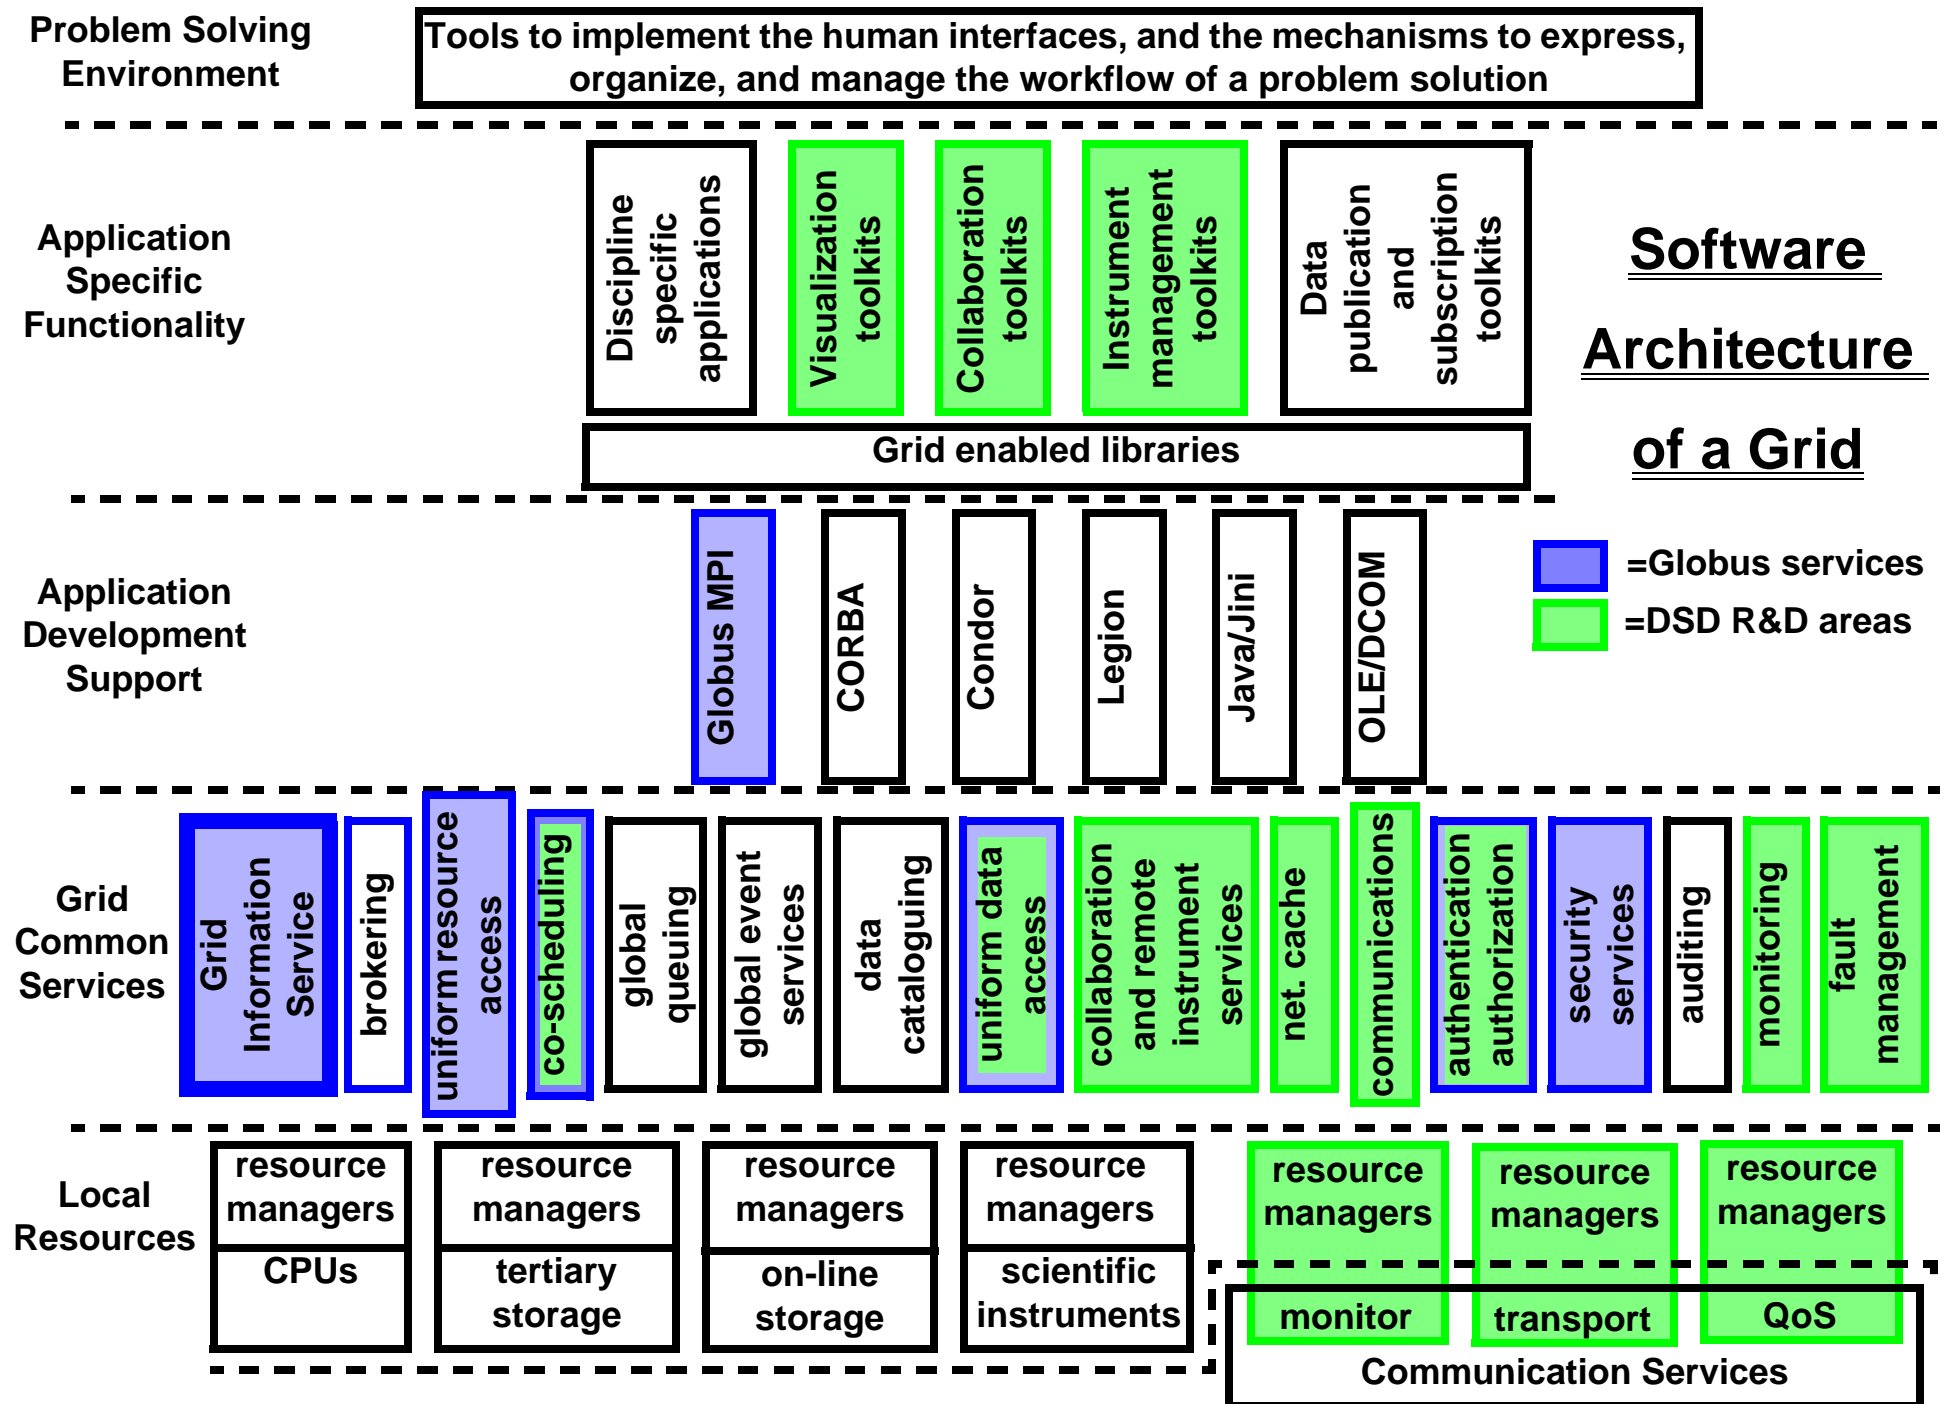 Problem Solving
Environment
Tools to implement the human interfaces, and the mechanisms to express,
organize, and manage the workflow of a problem solution
Application
Specific
Functionality
Discipline
specific
applications
Visualization
toolkits
Collaboration
toolkits
Instrument
management
toolkits
Data
publication
and
subscription
toolkits
Grid enabled libraries
Software
Architecture
of a Grid
=Globus services
=DSD R&D areas
Application
Development
Support
Globus MPI
CORBA
Condor
Legion
Java/Jini
OLE/DCOM
Grid
Common
Services
Grid
Information
Service
brokering
uniform resource
access
co-scheduling
global
queuing
global event
services
data
cataloguing
uniform data
access
collaboration
and remote
instrument
services
net. cache
communications
authentication
authorization
security
services
auditing
monitoring
fault
management
Local
Resources
resource
managers
CPUs
resource
managers
tertiary
storage
resource
managers
on-line
storage
resource
managers
scientific
instruments
resource
managers
monitor
resource
managers
transport
resource
managers
QoS
Communication Services